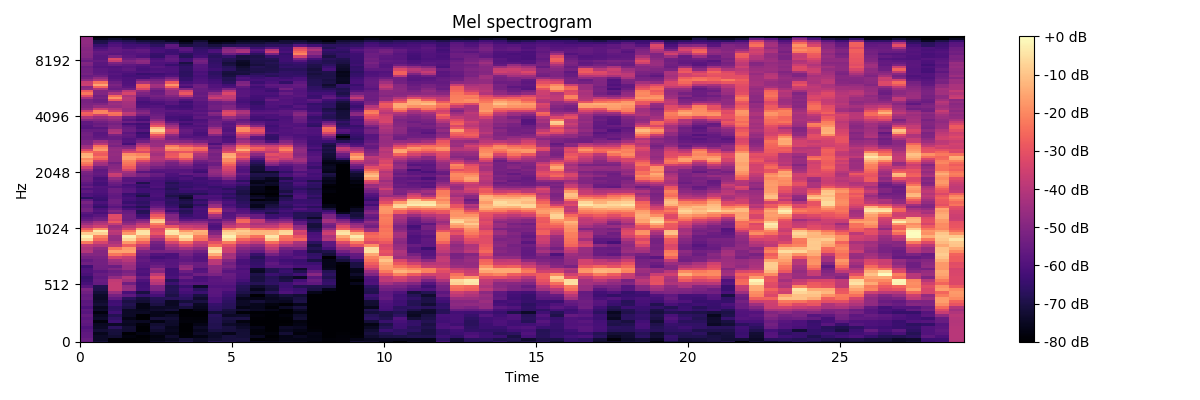 Mel spectrogram
8192
4096
2048
1024
512
0
Hz
0 5 10 15 20 25
Time
+0 dB
-10 dB
-20 dB
-30 dB
-40 dB
-50 dB
-60 dB
-70 dB
-80 dB